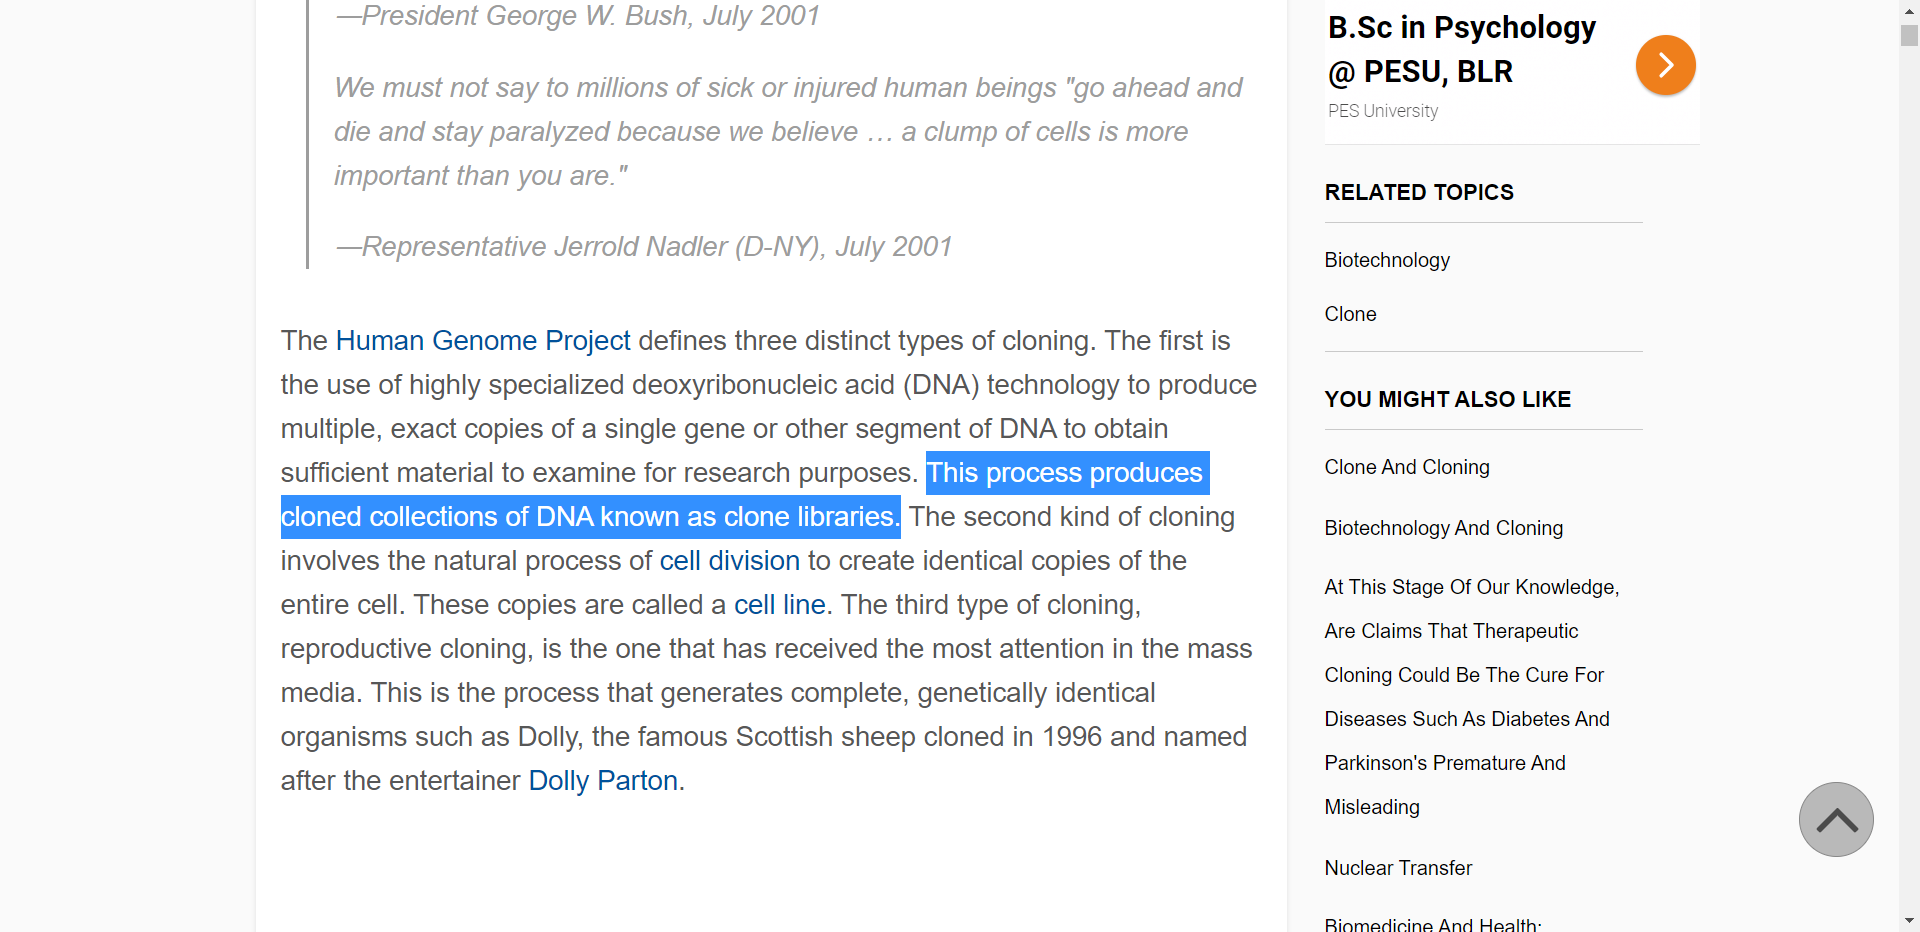 —President George W. Bush, July 2001
We must not say to millions of sick or injured human beings "go ahead and
die and stay paralyzed because we believe … a clump of cells is more
important than you are."
—Representative Jerrold Nadler (D-NY), July 2001
The Human Genome Project defines three distinct types of cloning. The first is
the use of highly specialized deoxyribonucleic acid (DNA) technology to produce
multiple, exact copies of a single gene or other segment of DNA to obtain
sufficient material to examine for research purposes. This process produces
cloned collections of DNA known as clone libraries. The second kind of cloning
involves the natural process of cell division to create identical copies of the
entire cell. These copies are called a cell line. The third type of cloning,
reproductive cloning, is the one that has received the most attention in the mass
media. This is the process that generates complete, genetically identical
organisms such as Dolly, the famous Scottish sheep cloned in 1996 and named
after the entertainer Dolly Parton.
B.Sc in Psychology
@ PESU, BLR
PES University
RELATED TOPICS
Biotechnology
Clone
YOU MIGHT ALSO LIKE
Clone And Cloning
Biotechnology And Cloning
At This Stage Of Our Knowledge,
Are Claims That Therapeutic
Cloning Could Be The Cure For
Diseases Such As Diabetes And
Parkinson's Premature And
Misleading
Nuclear Transfer
Biomedicine And Health: